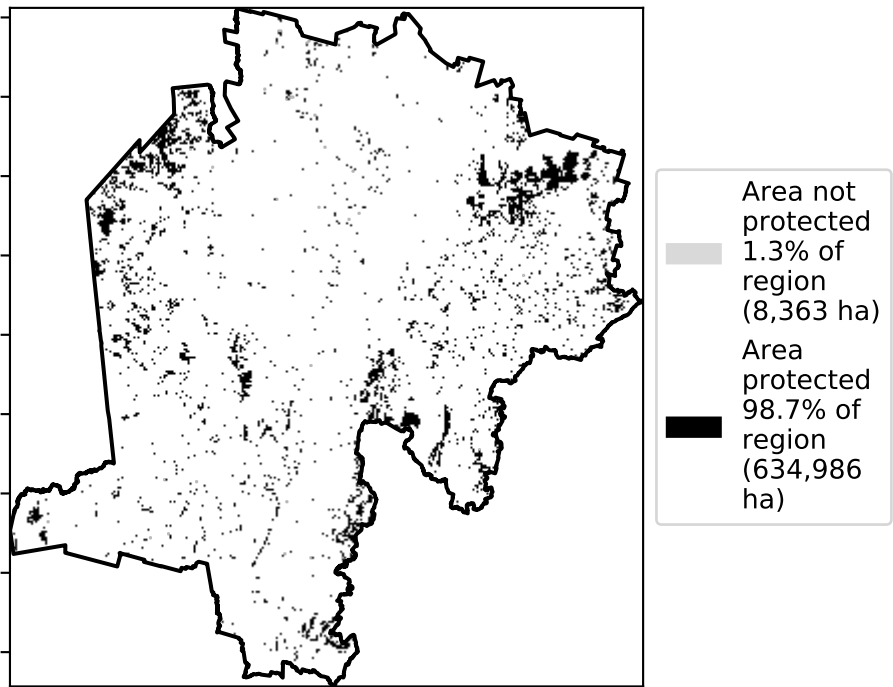 Area not
protected
1.3% of
region
(8,363 ha)
Area
protected
98.7% of
region
(634,986
ha)